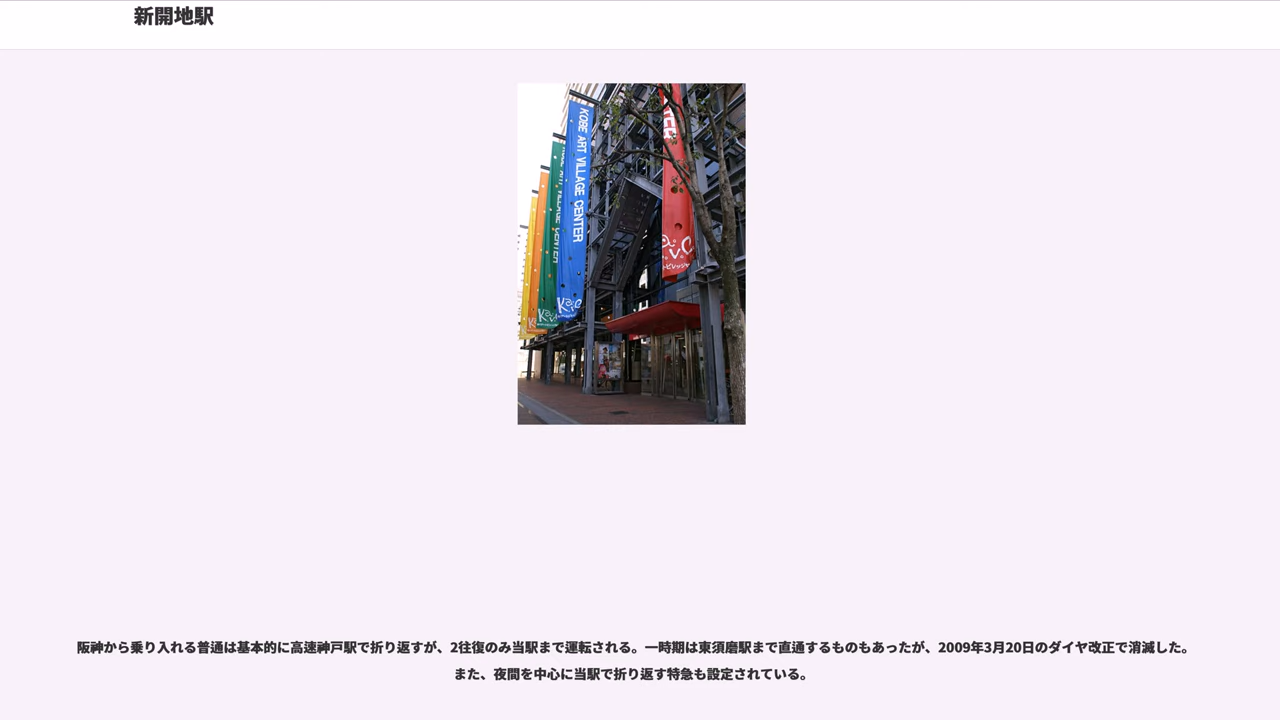 新開地駅
KOBE ART VILLAGE CENTER
阪神から乗り入れる普通は基本的に高速神戸駅で折り返すが、2往復のみ当駅まで運転される。一時期は東須磨駅まで直通するものもあったが、2009年3月20日のダイヤ改正で消滅した。
また、夜間を中心に当駅で折り返す特急も設定されている。